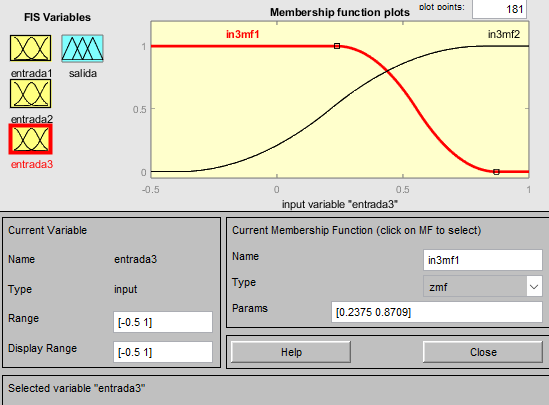 FIS Variables
Membership function plots
plot points:
181
entrada1
salida
entrada2
entrada3
in3mf1
in3mf2
1
0.5
0
-0.5
0
0.5
1
input variable "entrada3"
Current Variable
Name
entrada3
Type
input
Range
[-0.5 1]
Display Range
[-0.5 1]
Current Membership Function (click on MF to select)
Name
in3mf1
Type
zmf
Params
[0.2375 0.8709]
Help
Close
Selected variable "entrada3"